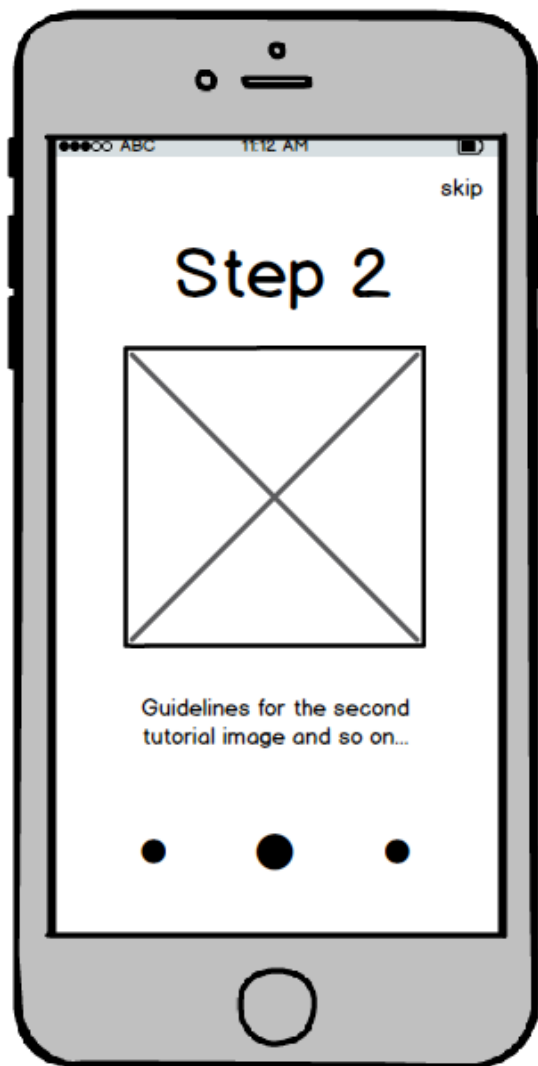 ABC 11:12 AM
skip
Step 2
Guidelines for the second
tutorial image and so on...